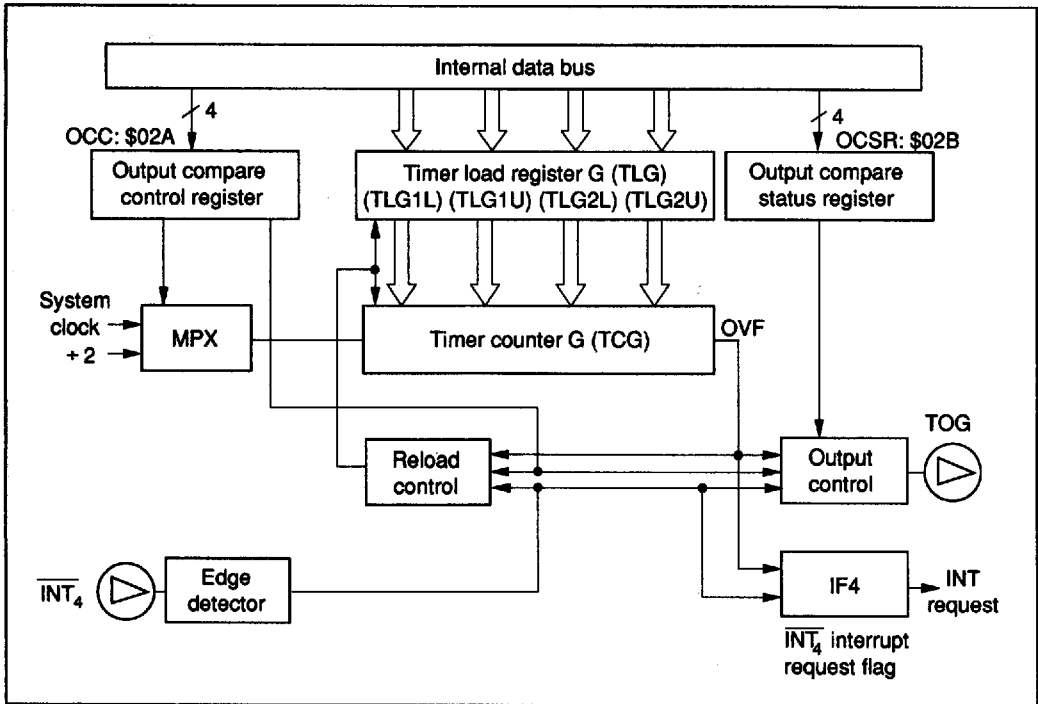 Internal data bus
4
4
OCC: $02A
OCSR: $02B
Output compare
control register
Timer load register G (TLG)
(TLG1L) (TLG1U) (TLG2L) (TLG2U)
Output compare
status register
System
clock
÷ 2
MPX
Timer counter G (TCG)
OVF
TOG
Reload
control
Output
control
INT4
Edge
detector
IF4
INT
request
INT4 interrupt
request flag